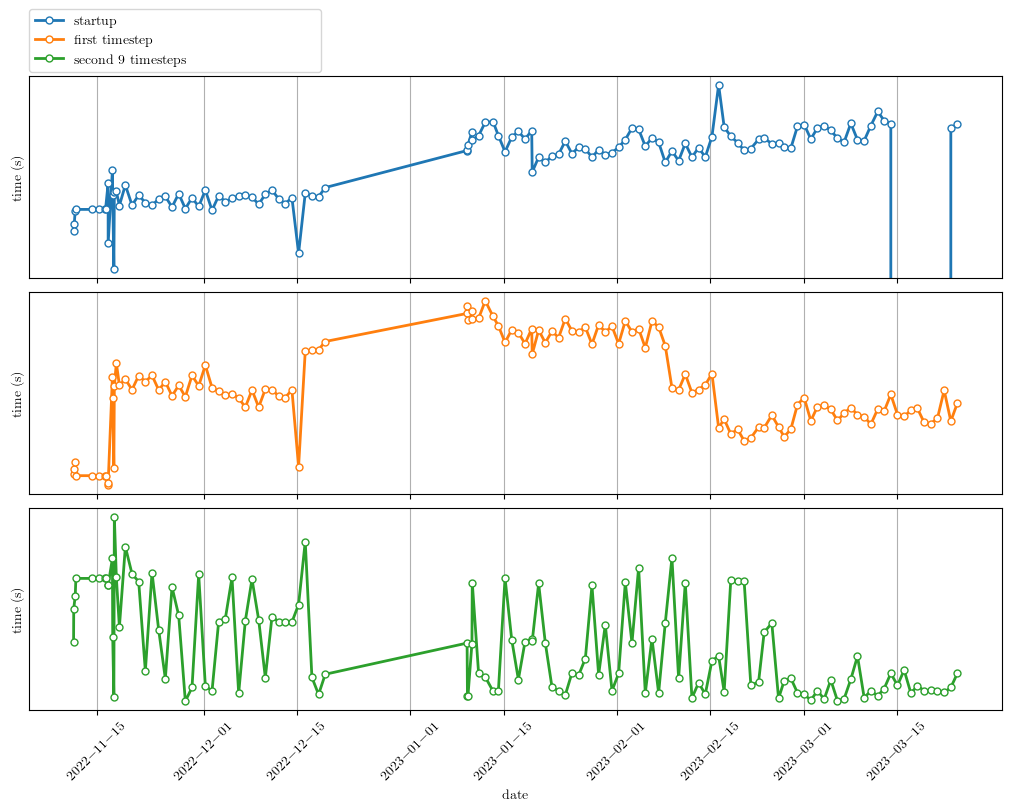 startup
first timestep
second 9 timesteps
time (s)
time (s)
time (s)
2022−11−15
2022−12−01
2022−12−15
2023−01−01
2023−01−15
2023−02−01
2023−02−15
2023−03−01
2023−03−15
date